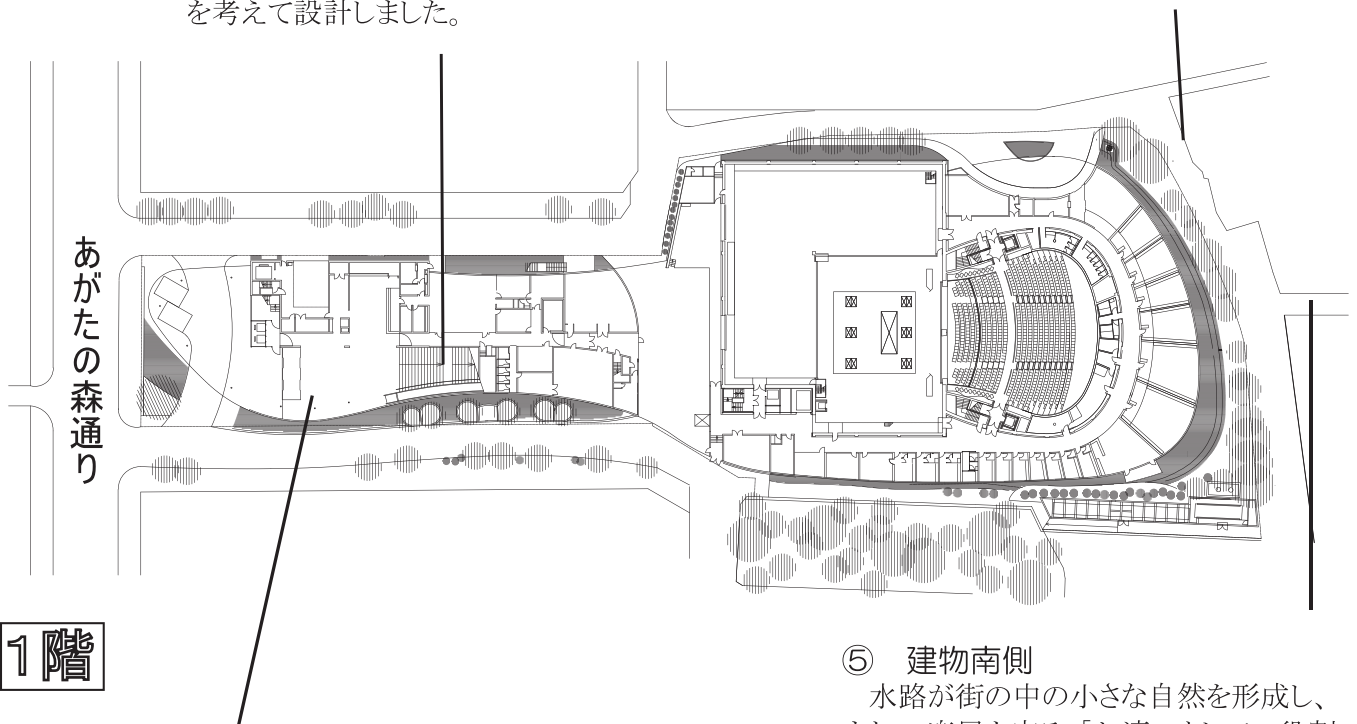 を考えて設計しました。
あがたの森通り
1階
⑤ 建物南側
水路が街の中の小さな自然を形成し、